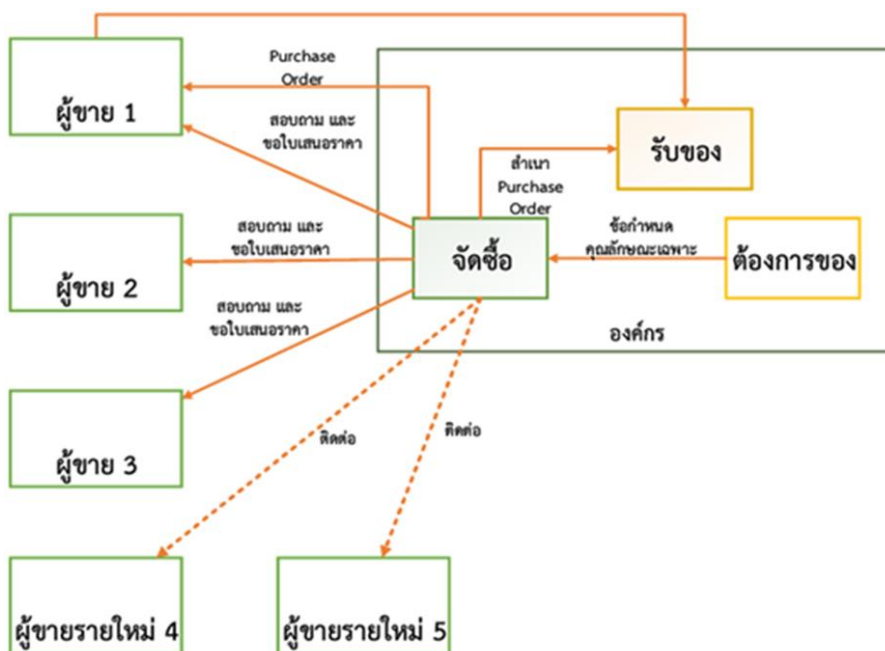 Purchase
Order
ผู้ขาย 1
สอบถาม และ
ขอใบเสนอราคา
รับของ
สำเนา
Purchase
Order
ผู้ขาย 2
สอบถาม และ
ขอใบเสนอราคา
จัดซื้อ
ข้อกำหนด
คุณลักษณะเฉพาะ
ต้องการของ
สอบถาม และ
ขอใบเสนอราคา
องค์กร
ผู้ขาย 3
ติดต่อ
ติดต่อ
ผู้ขายรายใหม่ 4
ผู้ขายรายใหม่ 5